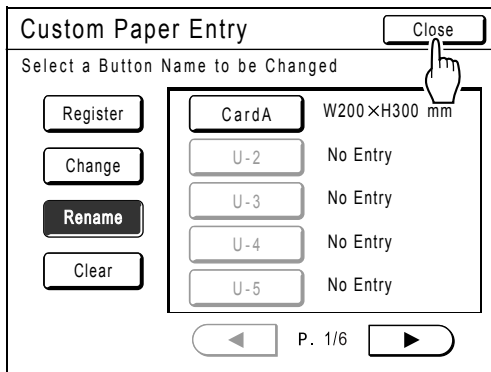 Custom Paper Entry Close
Select a Button Name to be Changed
Register CardA W200×H300 mm
Change U-2 No Entry
Rename U-3 No Entry
U-4 No Entry
Clear U-5 No Entry
P. 1/6